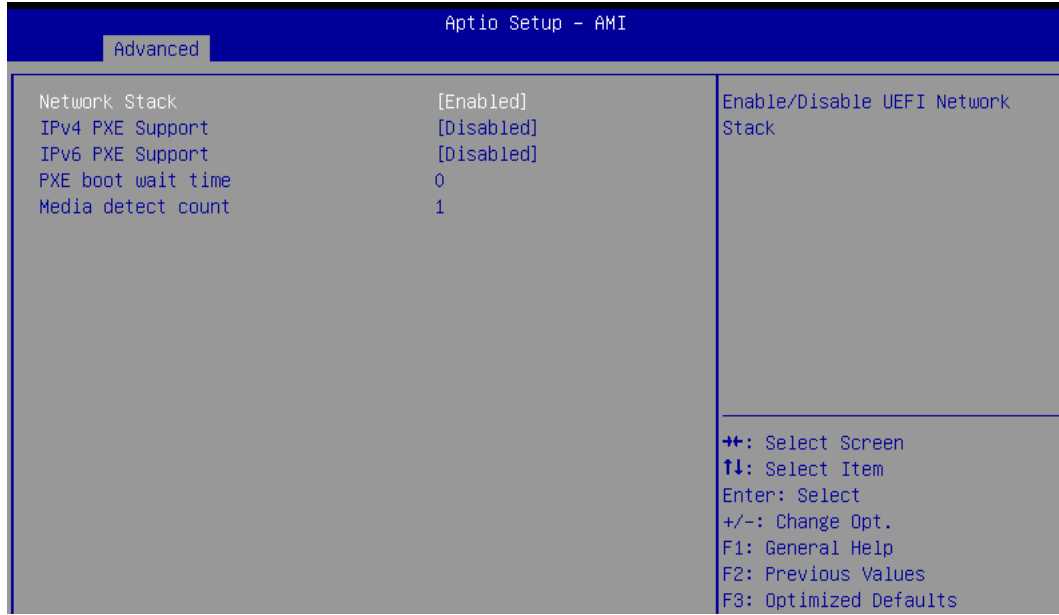 Aptio Setup – AMI
Advanced
Network Stack [Enabled]
IPv4 PXE Support [Disabled]
IPv6 PXE Support [Disabled]
PXE boot wait time 0
Media detect count 1
Enable/Disable UEFI Network
Stack
→←: Select Screen
↑↓: Select Item
Enter: Select
+/-: Change Opt.
F1: General Help
F2: Previous Values
F3: Optimized Defaults